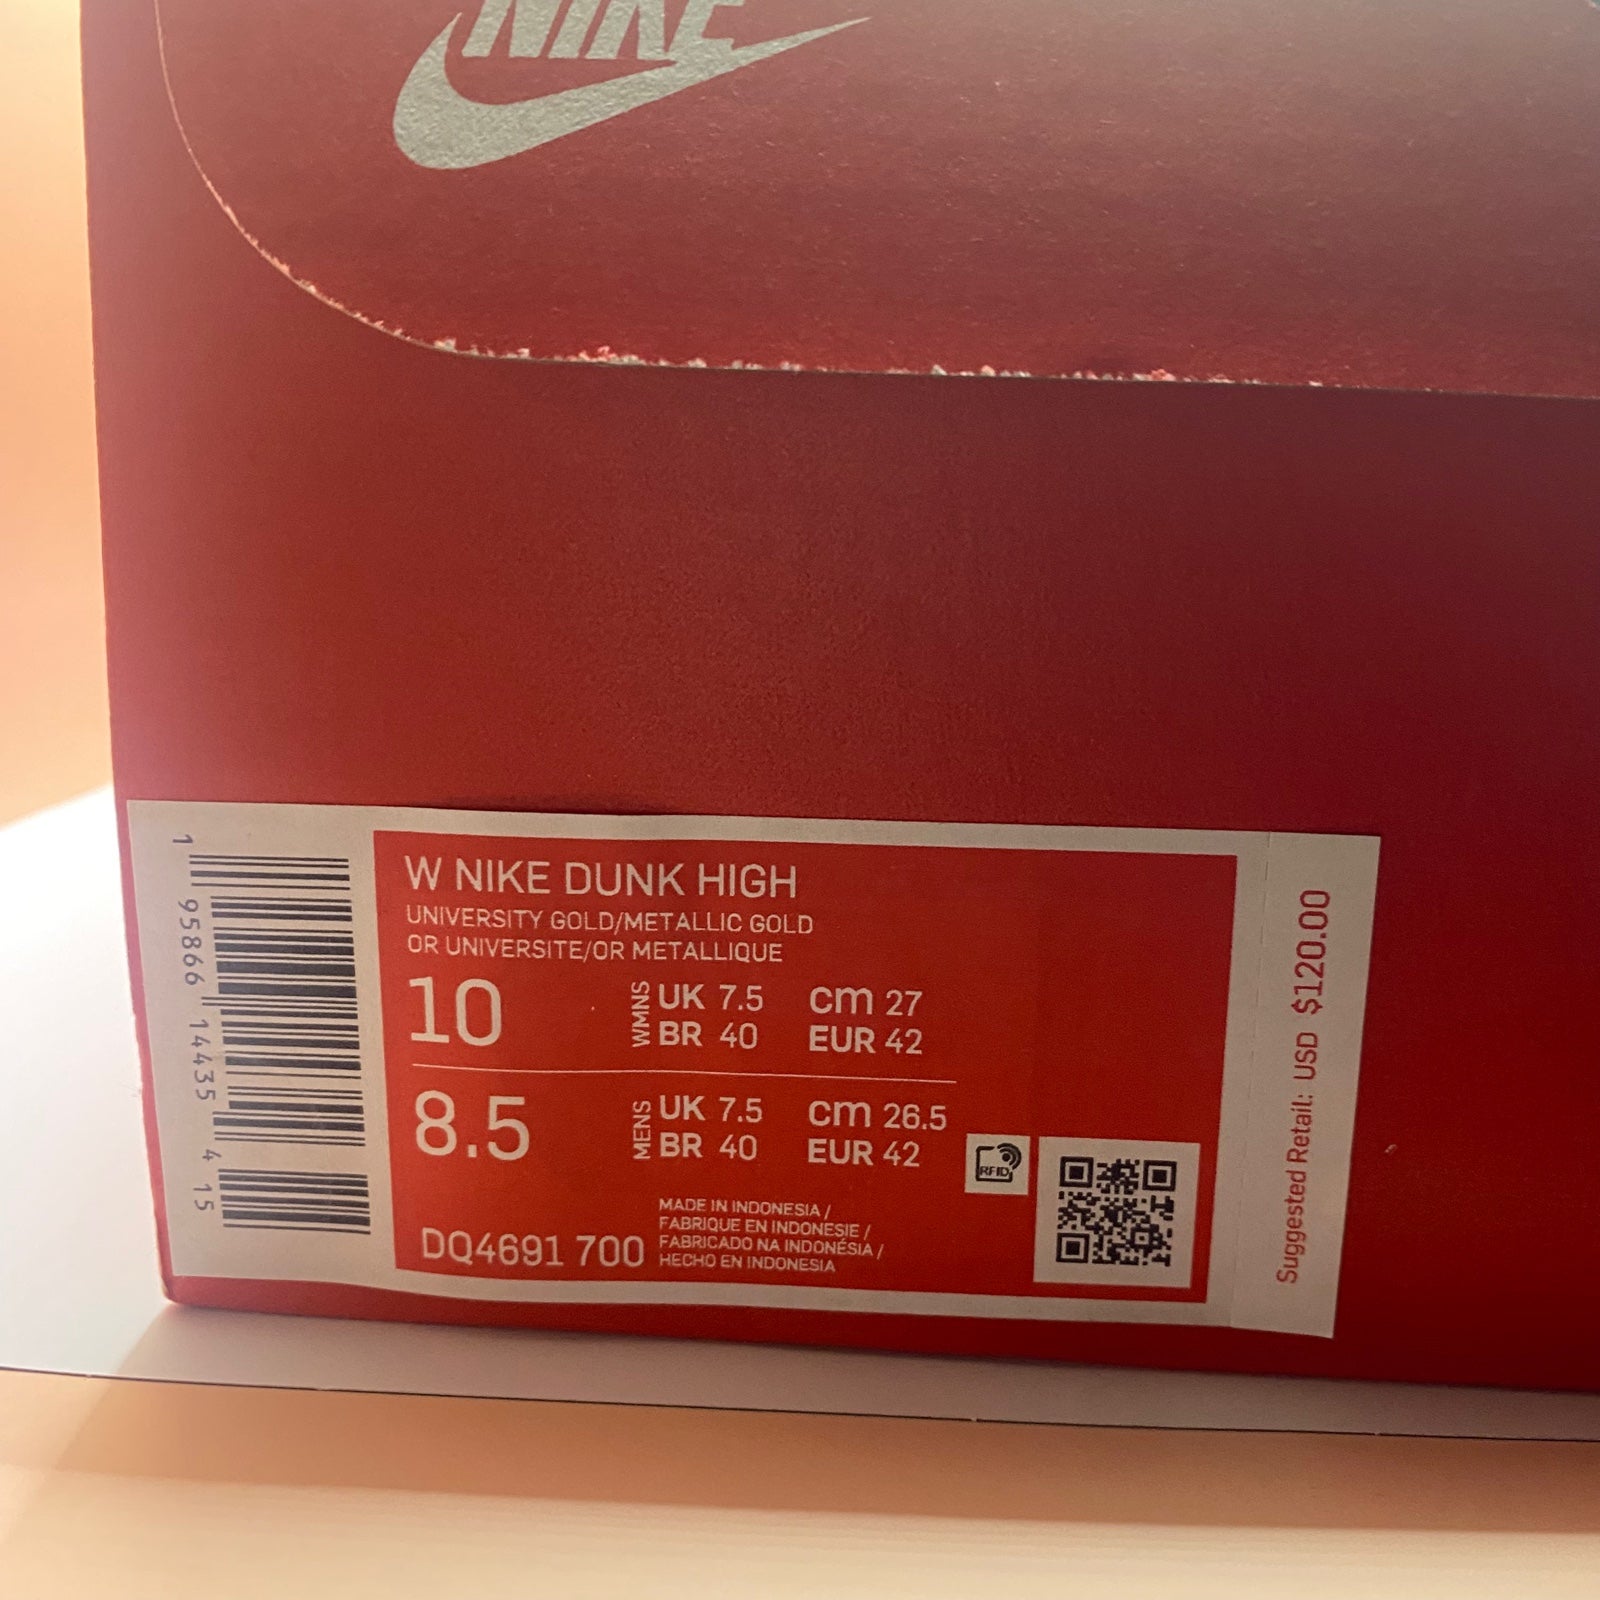 NIKE
W NIKE DUNK HIGH
UNIVERSITY GOLD/METALLIC GOLD
OR UNIVERSITE/OR METALLIQUE
10
WMNS
UK 7.5 cm 27
BR 40 EUR 42
8.5
MENS
UK 7.5 cm 26.5
BR 40 EUR 42
DQ4691 700
MADE IN INDONESIA /
FABRIQUE EN INDONESIE /
FABRICADO NA INDONÉSIA /
HECHO EN INDONESIA
RFID
1 95866 14435 4 15
Suggested Retail: USD $120.00